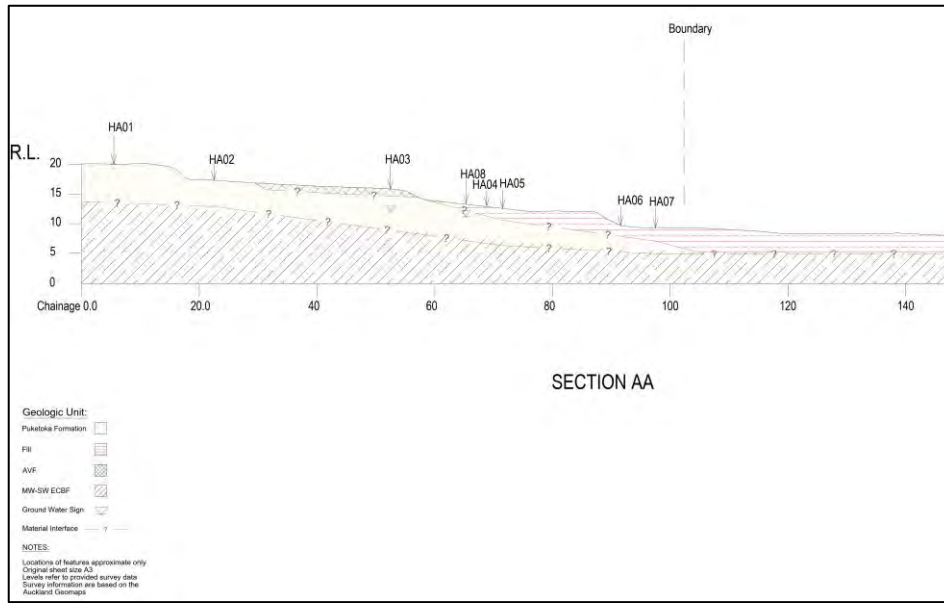 Boundary
HA01
HA02
HA03
HA08
HA04
HA05
HA06
HA07
R.L.
20
15
10
5
0
? ? ? ? ? ? ? ? ? ? ? ? ? ? ? ? ? ?
Chainage 0.0 20.0 40 60 80 100 120 140
SECTION AA
Geologic Unit:
Puketoka Formation
Fill
AVF
MW-SW ECBF
Ground Water Sign
Material Interface ?
NOTES:
Locations of features approximate only
Original sheet size A3
Levels refer to provided survey data
Survey information are based on the
Auckland Geomaps